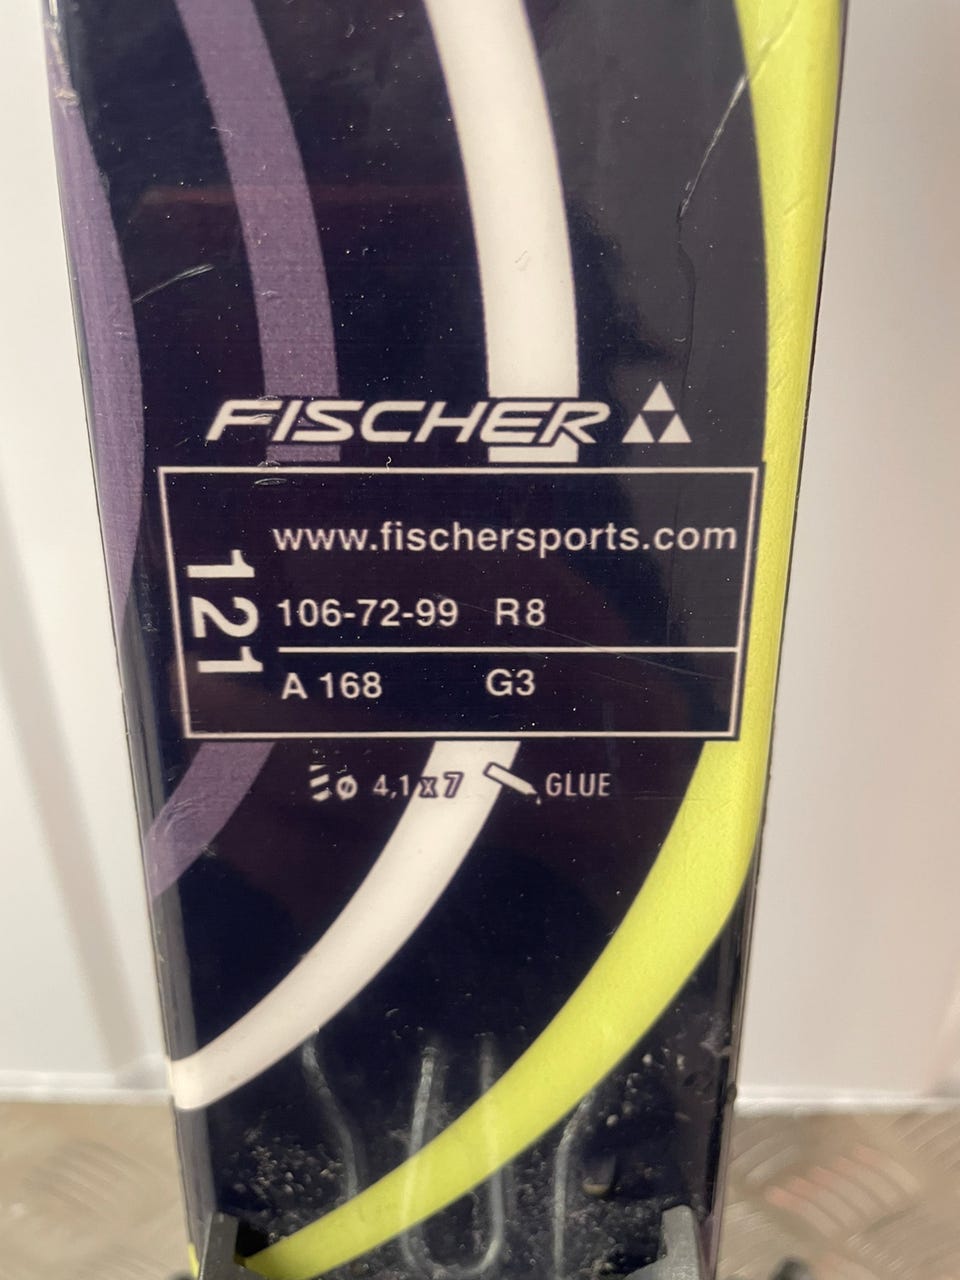 FISCHER
www.fischersports.com
121
106-72-99 R8
A 168 G3
Ø 4,1 x 7 GLUE